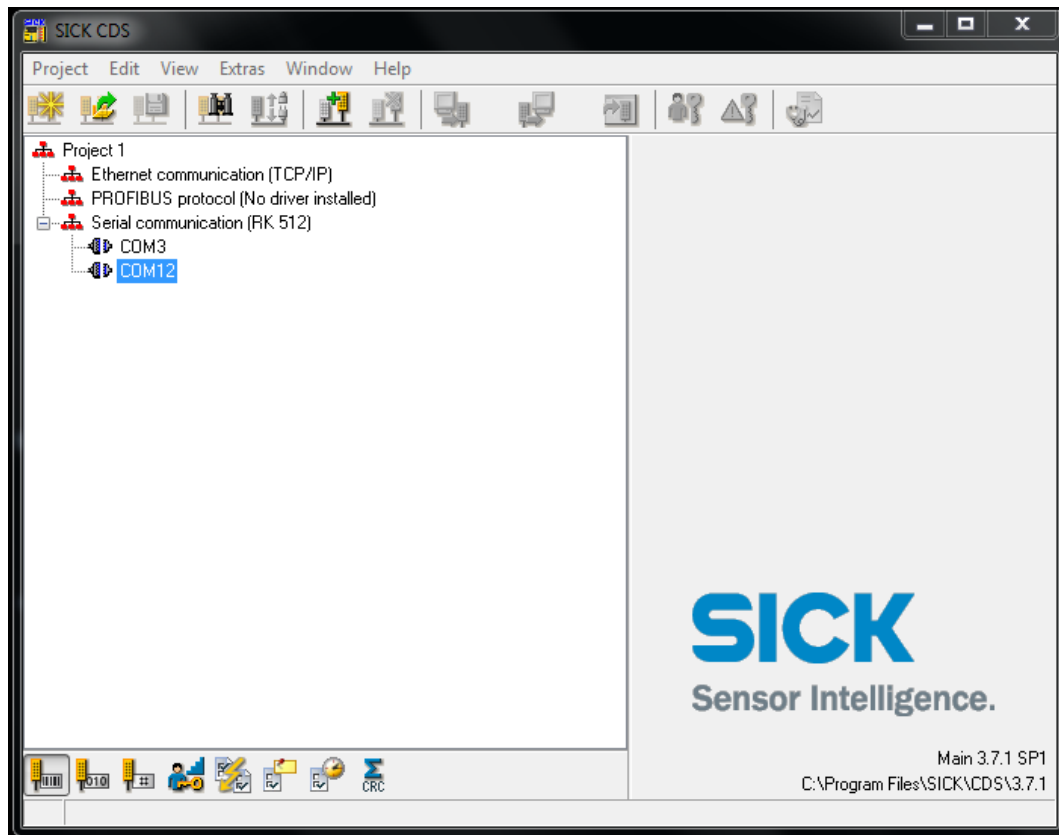 SICK CDS
Project Edit View Extras Window Help
Project 1
Ethernet communication (TCP/IP)
PROFIBUS protocol (No driver installed)
Serial communication (RK 512)
COM3
COM12
SICK
Sensor Intelligence.
Main 3.7.1 SP1
C:\Program Files\SICK\CDS\3.7.1
010
#
CRC